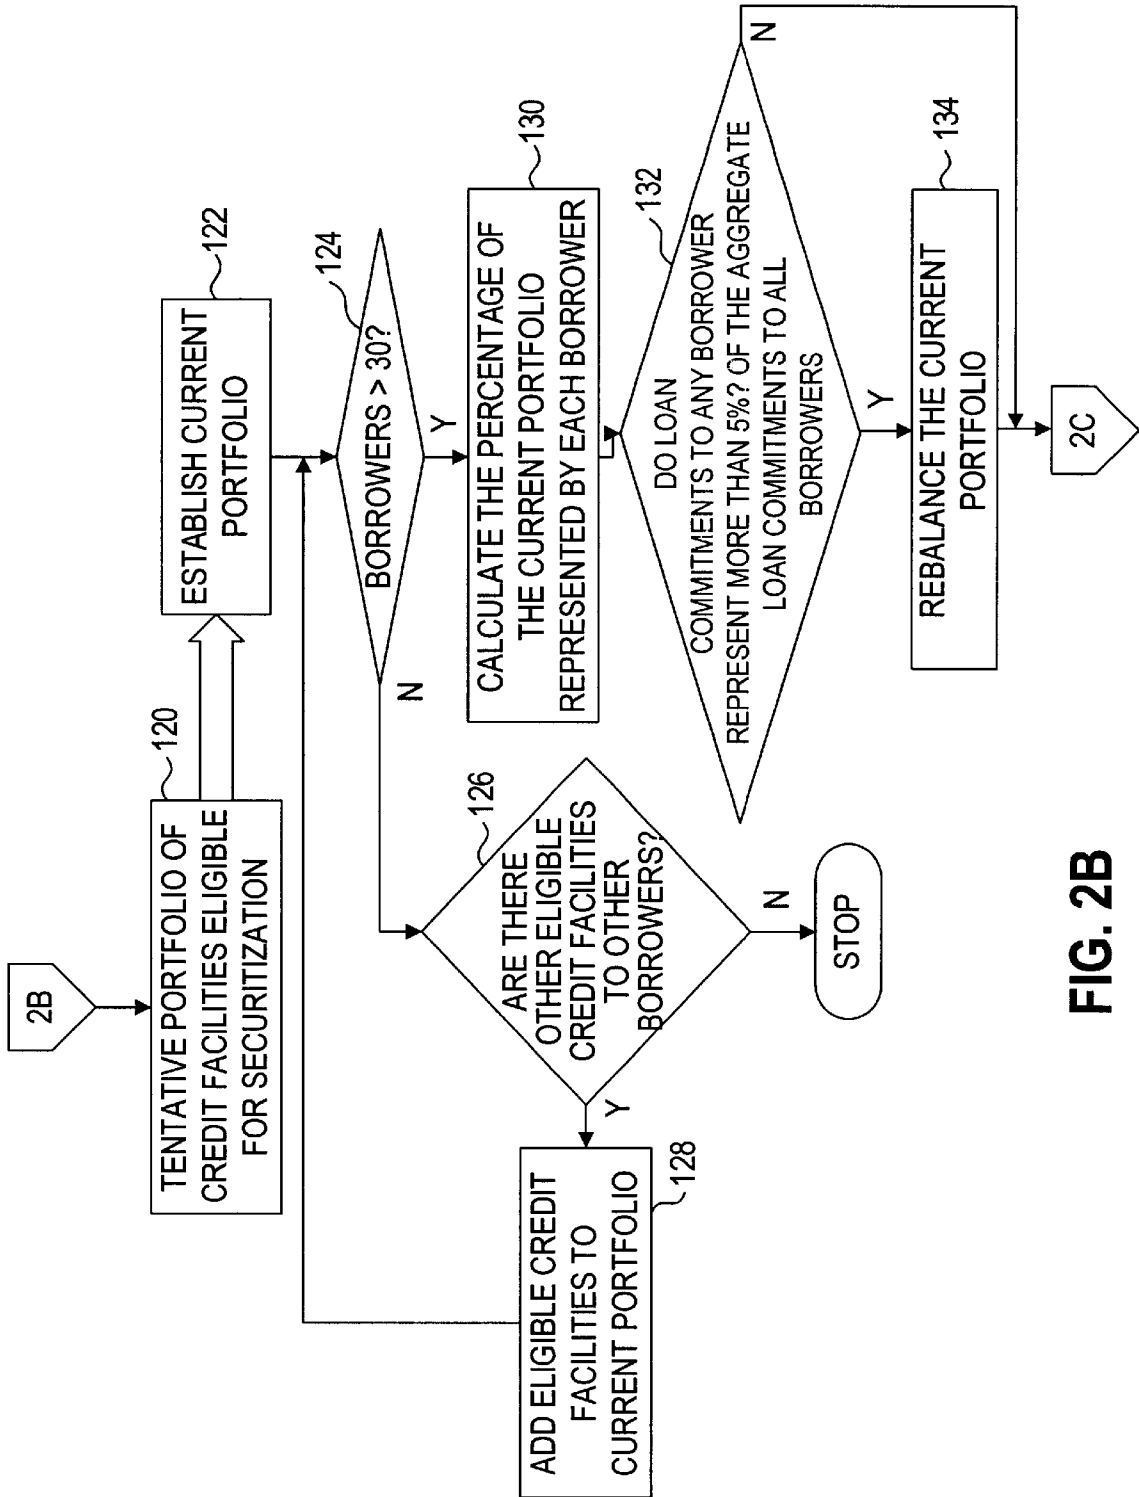 2B
TENTATIVE PORTFOLIO OF
CREDIT FACILITIES ELIGIBLE
FOR SECURITIZATION
120
ESTABLISH CURRENT
PORTFOLIO
122
BORROWERS > 30?
124
N
Y
ARE THERE
OTHER ELIGIBLE
CREDIT FACILITIES
TO OTHER
BORROWERS?
126
Y
N
ADD ELIGIBLE CREDIT
FACILITIES TO
CURRENT PORTFOLIO
128
STOP
CALCULATE THE PERCENTAGE OF
THE CURRENT PORTFOLIO
REPRESENTED BY EACH BORROWER
130
DO LOAN
COMMITMENTS TO ANY BORROWER
REPRESENT MORE THAN 5%? OF THE AGGREGATE
LOAN COMMITMENTS TO ALL
BORROWERS
132
N
Y
REBALANCE THE CURRENT
PORTFOLIO
134
2C
FIG. 2B